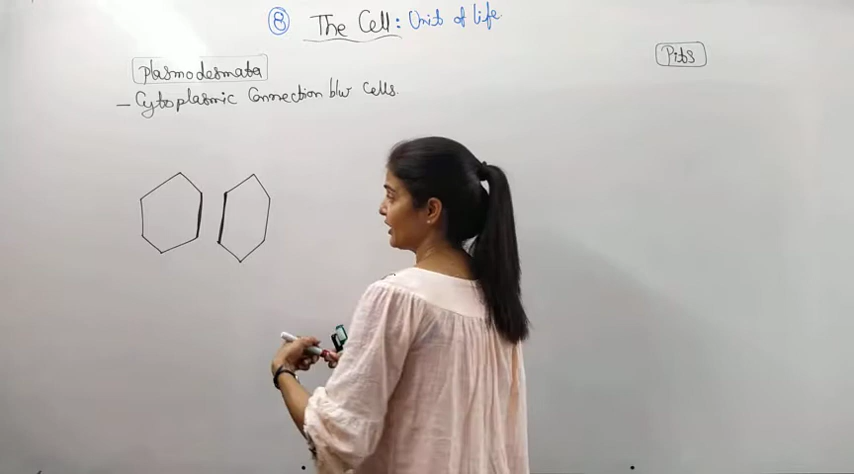 ⑧ The Cell: Unit of life
Plasmodesmata
Pits
– Cytoplasmic Connection b/w Cells.